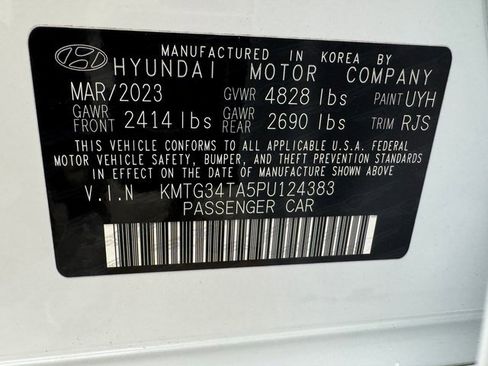 MANUFACTURED IN KOREA BY
HYUNDAI MOTOR COMPANY
MAR/2023 GVWR 4828 lbs PAINT UYH
GAWR FRONT 2414 lbs GAWR REAR 2690 lbs TRIM RJS
THIS VEHICLE CONFORMS TO ALL APPLICABLE U.S.A. FEDERAL
MOTOR VEHICLE SAFETY, BUMPER, AND THEFT PREVENTION STANDARDS
IN EFFECT ON THE DATE OF MANUFACTURE SHOWN ABOVE.
V.I.N KMTG34TA5PU124383
PASSENGER CAR